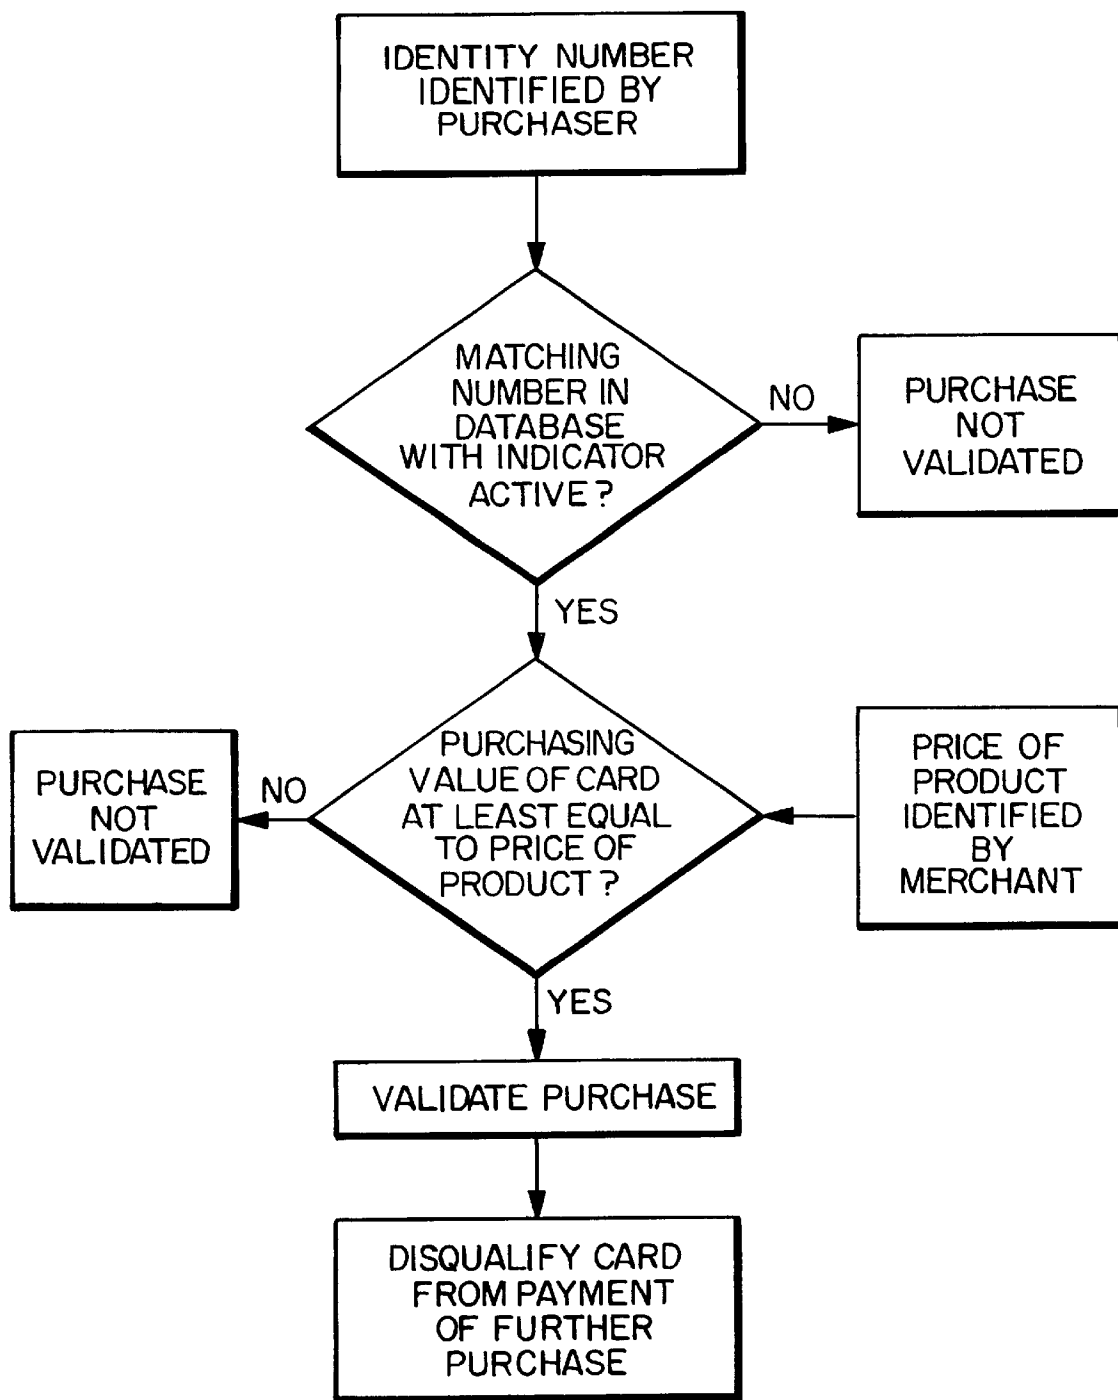 IDENTITY NUMBER
IDENTIFIED BY
PURCHASER
MATCHING
NUMBER IN
DATABASE
WITH INDICATOR
ACTIVE?
NO
PURCHASE
NOT
VALIDATED
YES
PURCHASING
VALUE OF CARD
AT LEAST EQUAL
TO PRICE OF
PRODUCT?
NO
PURCHASE
NOT
VALIDATED
PRICE OF
PRODUCT
IDENTIFIED
BY
MERCHANT
YES
VALIDATE PURCHASE
DISQUALIFY CARD
FROM PAYMENT
OF FURTHER
PURCHASE